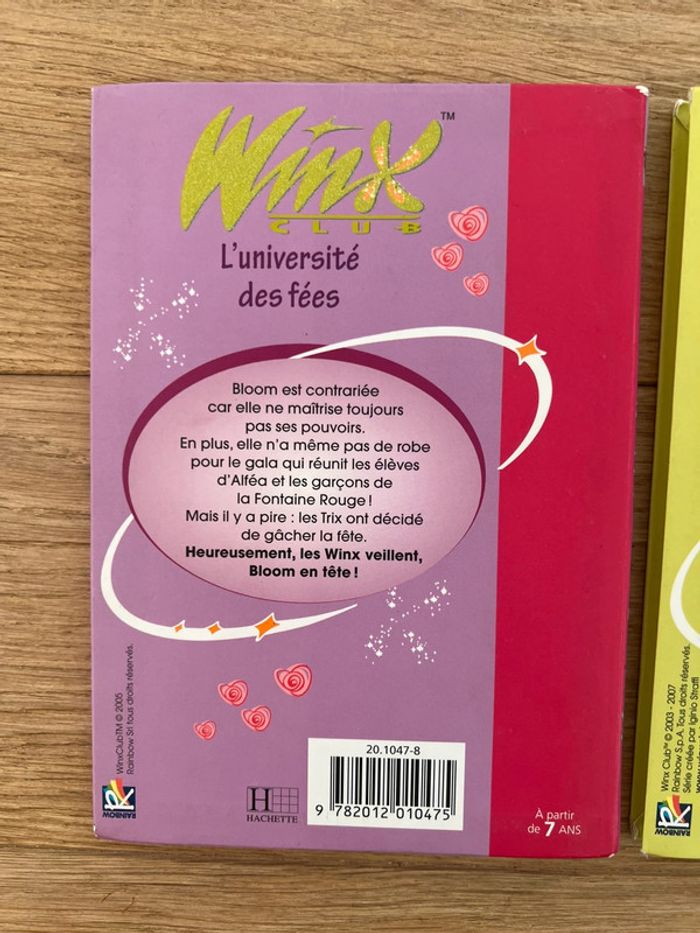 Winx™
CLUB
L'université
des fées
Bloom est contrariée
car elle ne maîtrise toujours
pas ses pouvoirs.
En plus, elle n'a même pas de robe
pour le gala qui réunit les élèves
d'Alféa et les garçons de
la Fontaine Rouge !
Mais il y a pire : les Trix ont décidé
de gâcher la fête.
Heureusement, les Winx veillent,
Bloom en tête !
WinxClubTM © 2005
Rainbow Srl tous droits réservés.
RAINBOW
H
HACHETTE
20.1047-8
9 782012 010475
À partir
de 7 ANS
Winx Club™ © 2003 - 2007
Rainbow S.p.A. Tous droits réservés.
Série créée par Iginio Straffi
RAINBOW